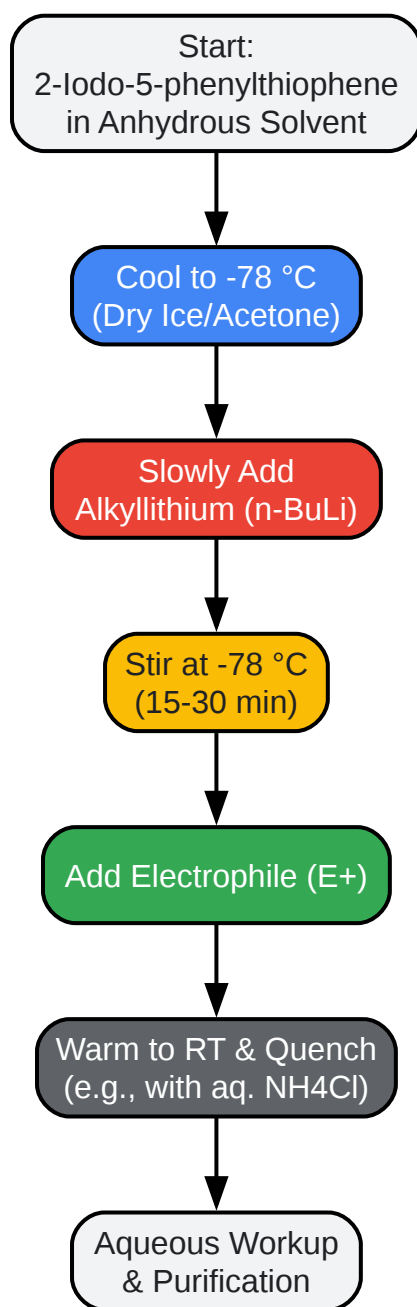 Start:
2-Iodo-5-phenylthiophene
in Anhydrous Solvent
Cool to -78 °C
(Dry Ice/Acetone)
Slowly Add
Alkyllithium (n-BuLi)
Stir at -78 °C
(15-30 min)
Add Electrophile (E+)
Warm to RT & Quench
(e.g., with aq. NH4Cl)
Aqueous Workup
& Purification